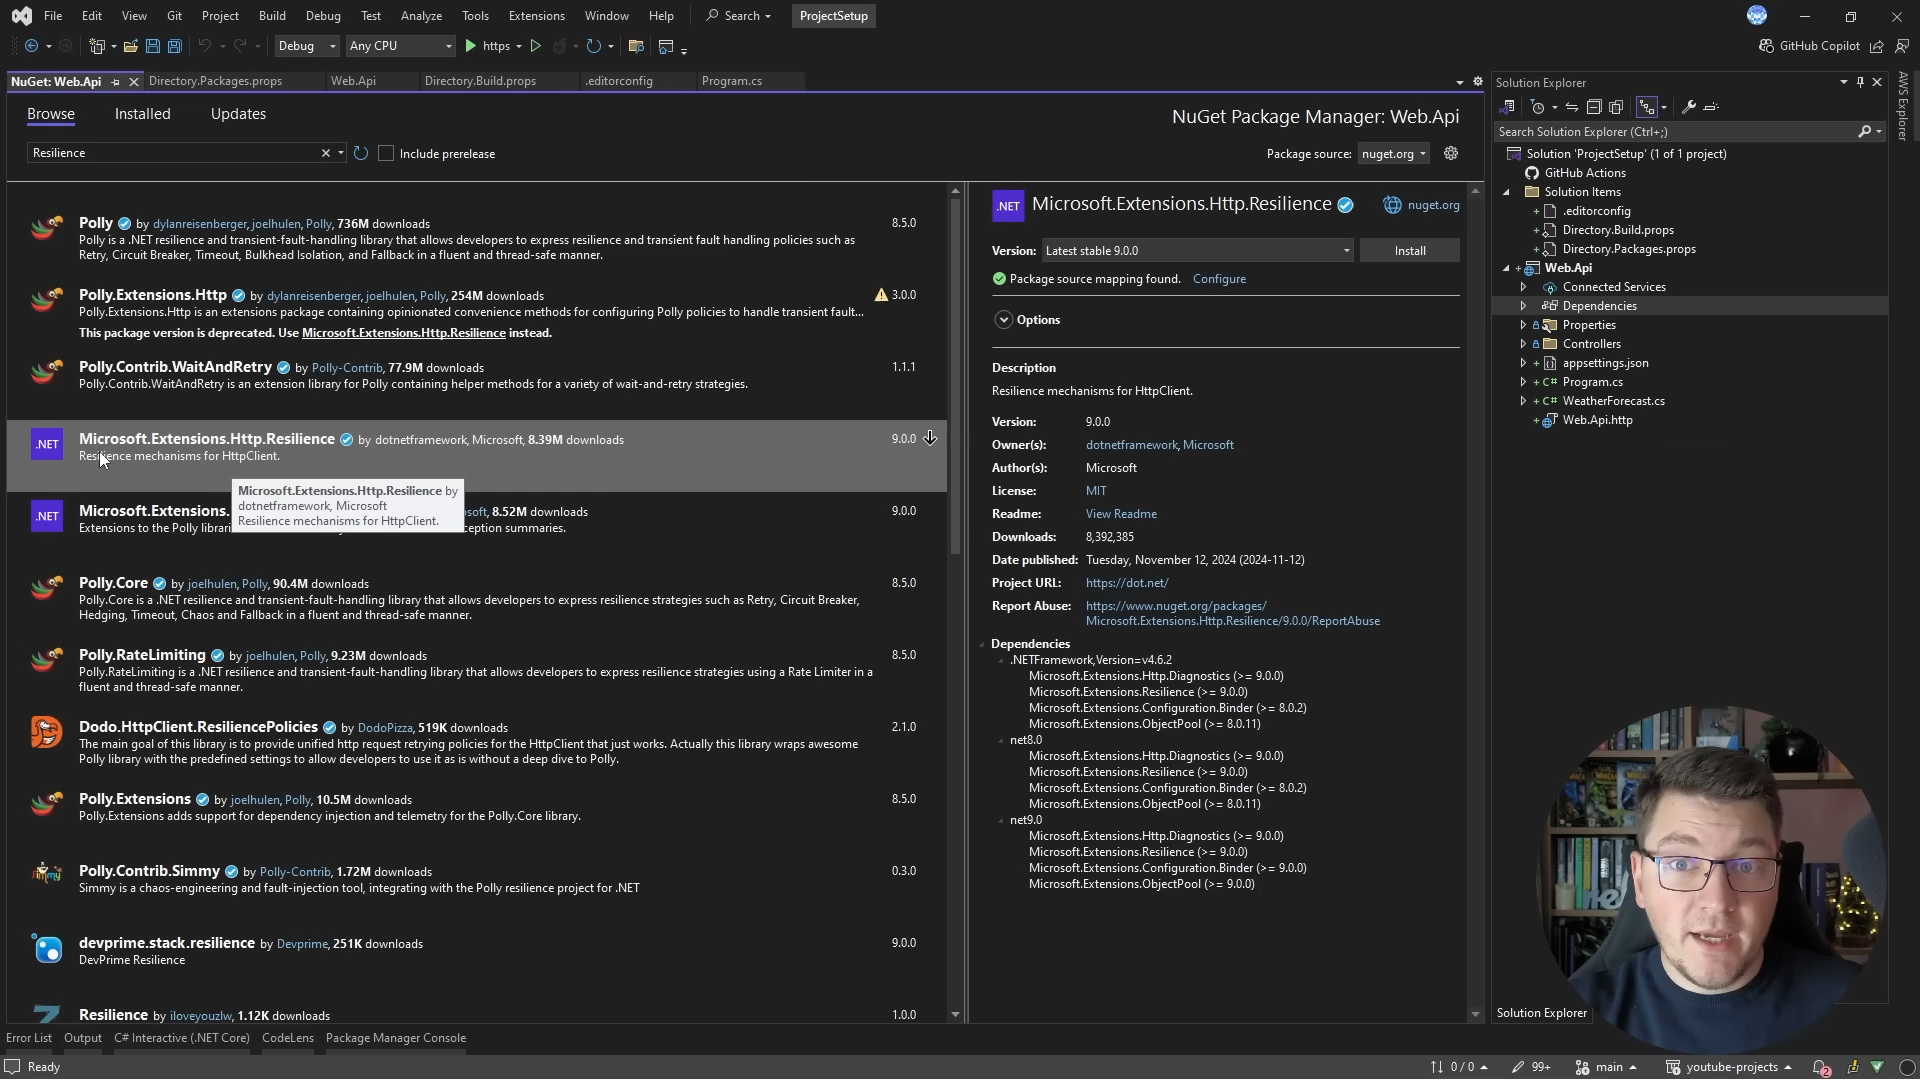 File Edit View Git Project Build Debug Test Analyze Tools Extensions Window Help Search ProjectSetup
Debug Any CPU https GitHub Copilot
NuGet: Web.Api Directory.Packages.props Web.Api Directory.Build.props .editorconfig Program.cs
Browse Installed Updates
NuGet Package Manager: Web.Api
Resilience Include prerelease Package source: nuget.org
Polly by dylanreisenberger, joelhulen, Polly, 736M downloads 8.5.0
Polly is a .NET resilience and transient-fault-handling library that allows developers to express resilience and transient fault handling policies such as
Retry, Circuit Breaker, Timeout, Bulkhead Isolation, and Fallback in a fluent and thread-safe manner.
Polly.Extensions.Http by dylanreisenberger, joelhulen, Polly, 254M downloads 3.0.0
Polly.Extensions.Http is an extensions package containing opinionated convenience methods for configuring Polly policies to handle transient fault...
This package version is deprecated. Use Microsoft.Extensions.Http.Resilience instead.
Polly.Contrib.WaitAndRetry by Polly-Contrib, 77.9M downloads 1.1.1
Polly.Contrib.WaitAndRetry is an extension library for Polly containing helper methods for a variety of wait-and-retry strategies.
.NET Microsoft.Extensions.Http.Resilience by dotnetframework, Microsoft, 8.39M downloads 9.0.0
Resilience mechanisms for HttpClient.
Microsoft.Extensions.Http.Resilience by
dotnetframework, Microsoft
Resilience mechanisms for HttpClient.
.NET Microsoft.Extensions. 8.52M downloads 9.0.0
Extensions to the Polly librari ception summaries.
Polly.Core by joelhulen, Polly, 90.4M downloads 8.5.0
Polly.Core is a .NET resilience and transient-fault-handling library that allows developers to express resilience strategies such as Retry, Circuit Breaker,
Hedging, Timeout, Chaos and Fallback in a fluent and thread-safe manner.
Polly.RateLimiting by joelhulen, Polly, 9.23M downloads 8.5.0
Polly.RateLimiting is a .NET resilience and transient-fault-handling library that allows developers to express resilience strategies using a Rate Limiter in a
fluent and thread-safe manner.
Dodo.HttpClient.ResiliencePolicies by DodoPizza, 519K downloads 2.1.0
The main goal of this library is to provide unified http request retrying policies for the HttpClient that just works. Actually this library wraps awesome
Polly library with the predefined settings to allow developers to use it as is without a deep dive to Polly.
Polly.Extensions by joelhulen, Polly, 10.5M downloads 8.5.0
Polly.Extensions adds support for dependency injection and telemetry for the Polly.Core library.
Polly.Contrib.Simmy by Polly-Contrib, 1.72M downloads 0.3.0
Simmy is a chaos-engineering and fault-injection tool, integrating with the Polly resilience project for .NET
devprime.stack.resilience by Devprime, 251K downloads 9.0.0
DevPrime Resilience
Resilience by iloveyouzlw, 1.12K downloads 1.0.0
.NET Microsoft.Extensions.Http.Resilience nuget.org
Version: Latest stable 9.0.0 Install
Package source mapping found. Configure
Options
Description
Resilience mechanisms for HttpClient.
Version: 9.0.0
Owner(s): dotnetframework, Microsoft
Author(s): Microsoft
License: MIT
Readme: View Readme
Downloads: 8,392,385
Date published: Tuesday, November 12, 2024 (2024-11-12)
Project URL: https://dot.net/
Report Abuse: https://www.nuget.org/packages/
Microsoft.Extensions.Http.Resilience/9.0.0/ReportAbuse
Dependencies
.NETFramework,Version=v4.6.2
Microsoft.Extensions.Http.Diagnostics (>= 9.0.0)
Microsoft.Extensions.Resilience (>= 9.0.0)
Microsoft.Extensions.Configuration.Binder (>= 8.0.2)
Microsoft.Extensions.ObjectPool (>= 8.0.11)
net8.0
Microsoft.Extensions.Http.Diagnostics (>= 9.0.0)
Microsoft.Extensions.Resilience (>= 9.0.0)
Microsoft.Extensions.Configuration.Binder (>= 8.0.2)
Microsoft.Extensions.ObjectPool (>= 8.0.11)
net9.0
Microsoft.Extensions.Http.Diagnostics (>= 9.0.0)
Microsoft.Extensions.Resilience (>= 9.0.0)
Microsoft.Extensions.Configuration.Binder (>= 9.0.0)
Microsoft.Extensions.ObjectPool (>= 9.0.0)
Solution Explorer
Search Solution Explorer (Ctrl+;)
Solution 'ProjectSetup' (1 of 1 project)
GitHub Actions
Solution Items
.editorconfig
Directory.Build.props
Directory.Packages.props
Web.Api
Connected Services
Dependencies
Properties
Controllers
appsettings.json
C# Program.cs
C# WeatherForecast.cs
Web.Api.http
Solution Explorer
AWS Explorer
Error List Output C# Interactive (.NET Core) CodeLens Package Manager Console
Ready 0 / 0 99+ main youtube-projects 2